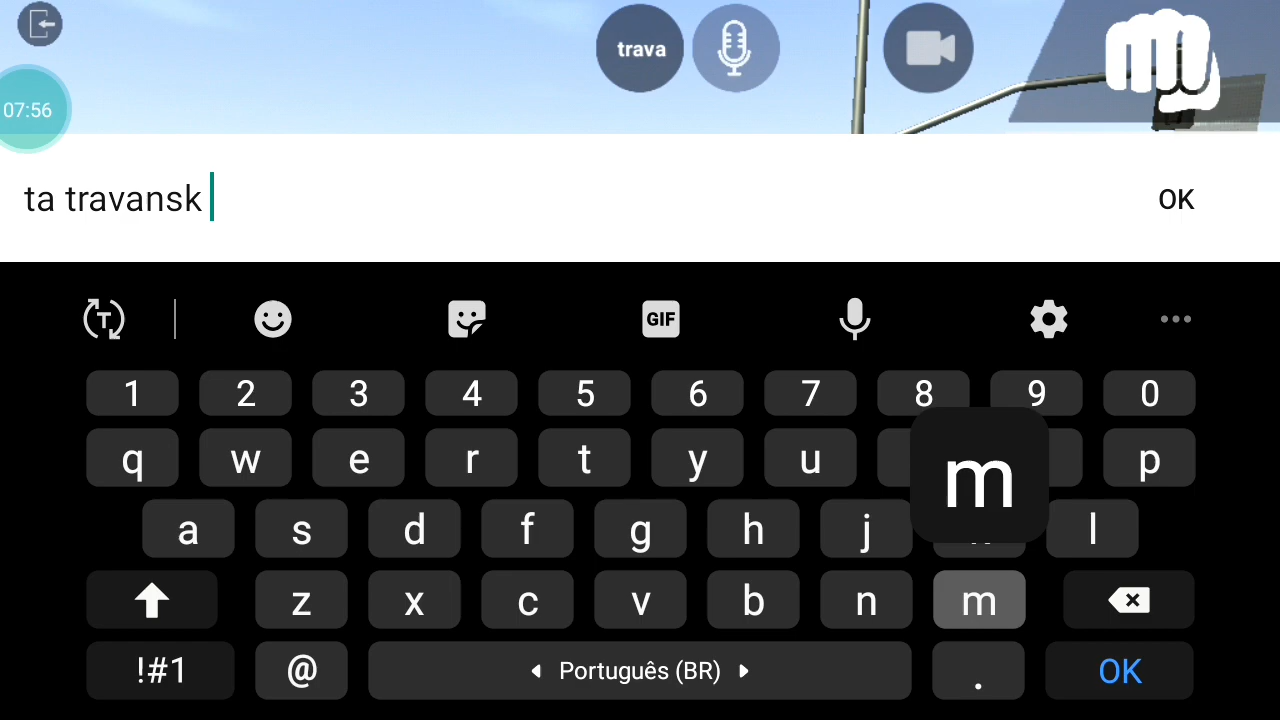 trava
07:56
ta travansk
OK
T
GIF
1 2 3 4 5 6 7 8 9 0
q w e r t y u p
m
a s d f g h j l
z x c v b n m
!#1 @ Português (BR) . OK